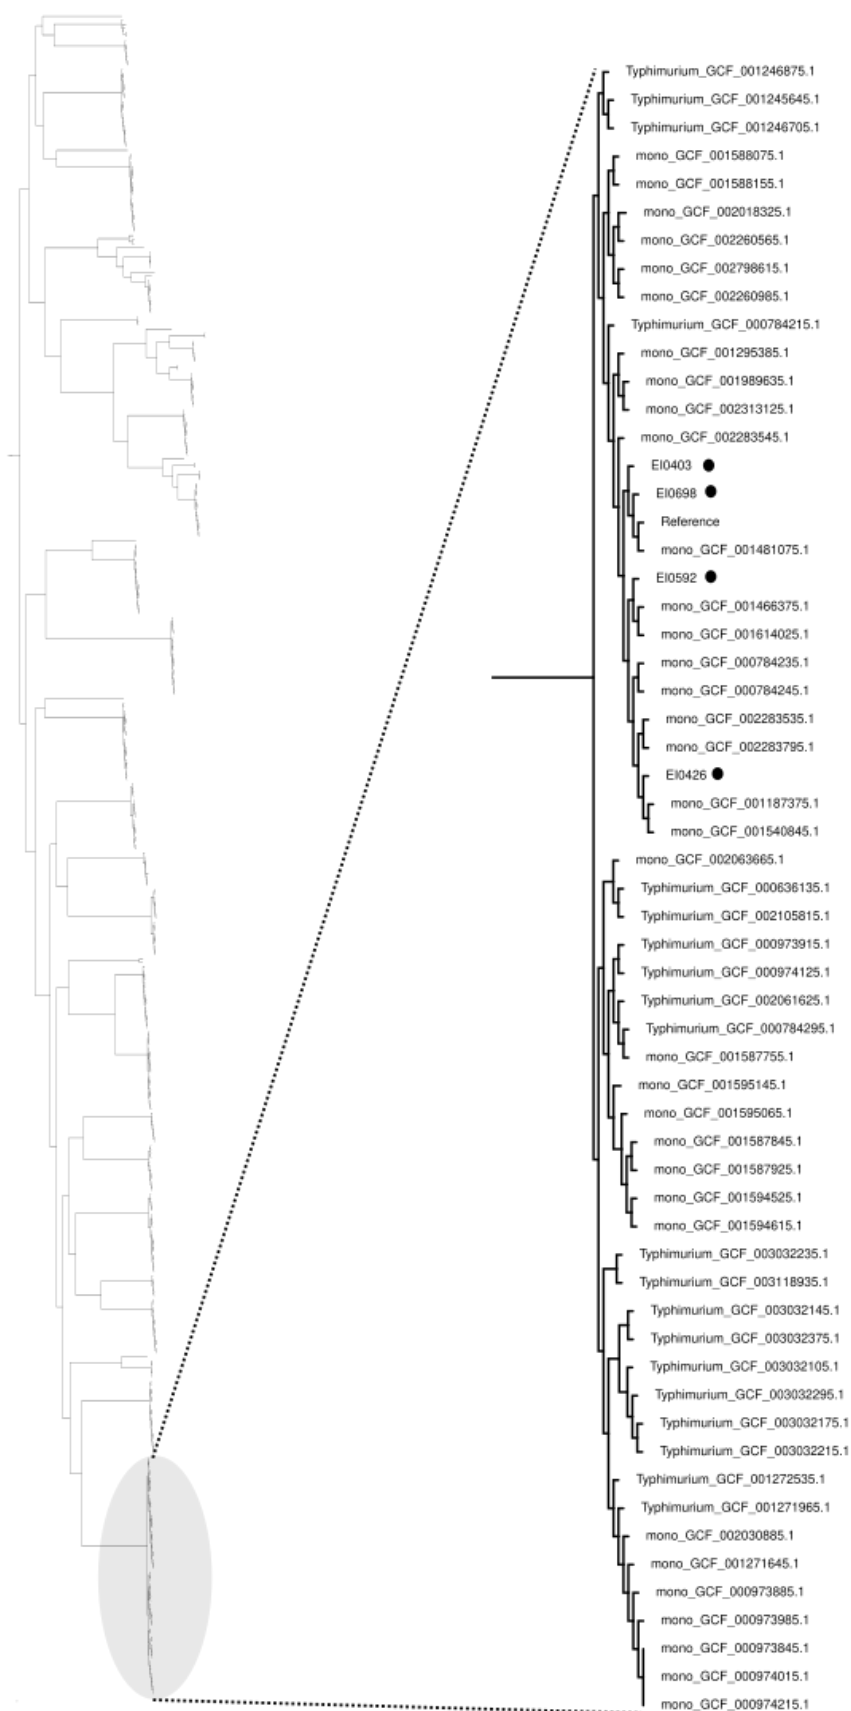 Typhimurium_GCF_001246875.1
Typhimurium_GCF_001245645.1
Typhimurium_GCF_001246705.1
mono_GCF_001588075.1
mono_GCF_001588155.1
mono_GCF_002018325.1
mono_GCF_002260565.1
mono_GCF_002798615.1
mono_GCF_002260985.1
Typhimurium_GCF_000784215.1
mono_GCF_001295385.1
mono_GCF_001989635.1
mono_GCF_002313125.1
mono_GCF_002283545.1
EI0403
EI0698
Reference
mono_GCF_001481075.1
EI0592
mono_GCF_001466375.1
mono_GCF_001614025.1
mono_GCF_000784235.1
mono_GCF_000784245.1
mono_GCF_002283535.1
mono_GCF_002283795.1
EI0426
mono_GCF_001187375.1
mono_GCF_001540845.1
mono_GCF_002063665.1
Typhimurium_GCF_000636135.1
Typhimurium_GCF_002105815.1
Typhimurium_GCF_000973915.1
Typhimurium_GCF_000974125.1
Typhimurium_GCF_002061625.1
Typhimurium_GCF_000784295.1
mono_GCF_001587755.1
mono_GCF_001595145.1
mono_GCF_001595065.1
mono_GCF_001587845.1
mono_GCF_001587925.1
mono_GCF_001594525.1
mono_GCF_001594615.1
Typhimurium_GCF_003032235.1
Typhimurium_GCF_003118935.1
Typhimurium_GCF_003032145.1
Typhimurium_GCF_003032375.1
Typhimurium_GCF_003032105.1
Typhimurium_GCF_003032295.1
Typhimurium_GCF_003032175.1
Typhimurium_GCF_003032215.1
Typhimurium_GCF_001272535.1
Typhimurium_GCF_001271965.1
mono_GCF_002030885.1
mono_GCF_001271645.1
mono_GCF_000973885.1
mono_GCF_000973985.1
mono_GCF_000973845.1
mono_GCF_000974015.1
mono_GCF_000974215.1